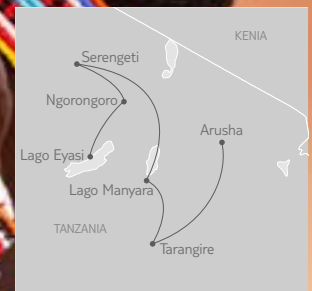 KENIA
Serengeti
Ngorongoro
Arusha
Lago Eyasi
Lago Manyara
TANZANIA
Tarangire